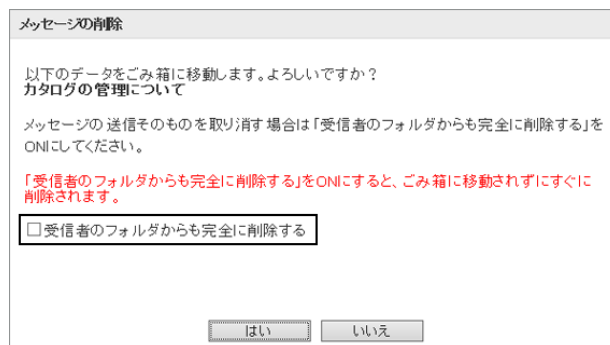 メッセージの削除
以下のデータをごみ箱に移動します。よろしいですか？
カタログの管理について
メッセージの送信そのものを取り消す場合は「受信者のフォルダからも完全に削除する」を
ONにしてください。
「受信者のフォルダからも完全に削除する」をONにすると、ごみ箱に移動されずにすぐに
削除されます。
受信者のフォルダからも完全に削除する
はい
いいえ